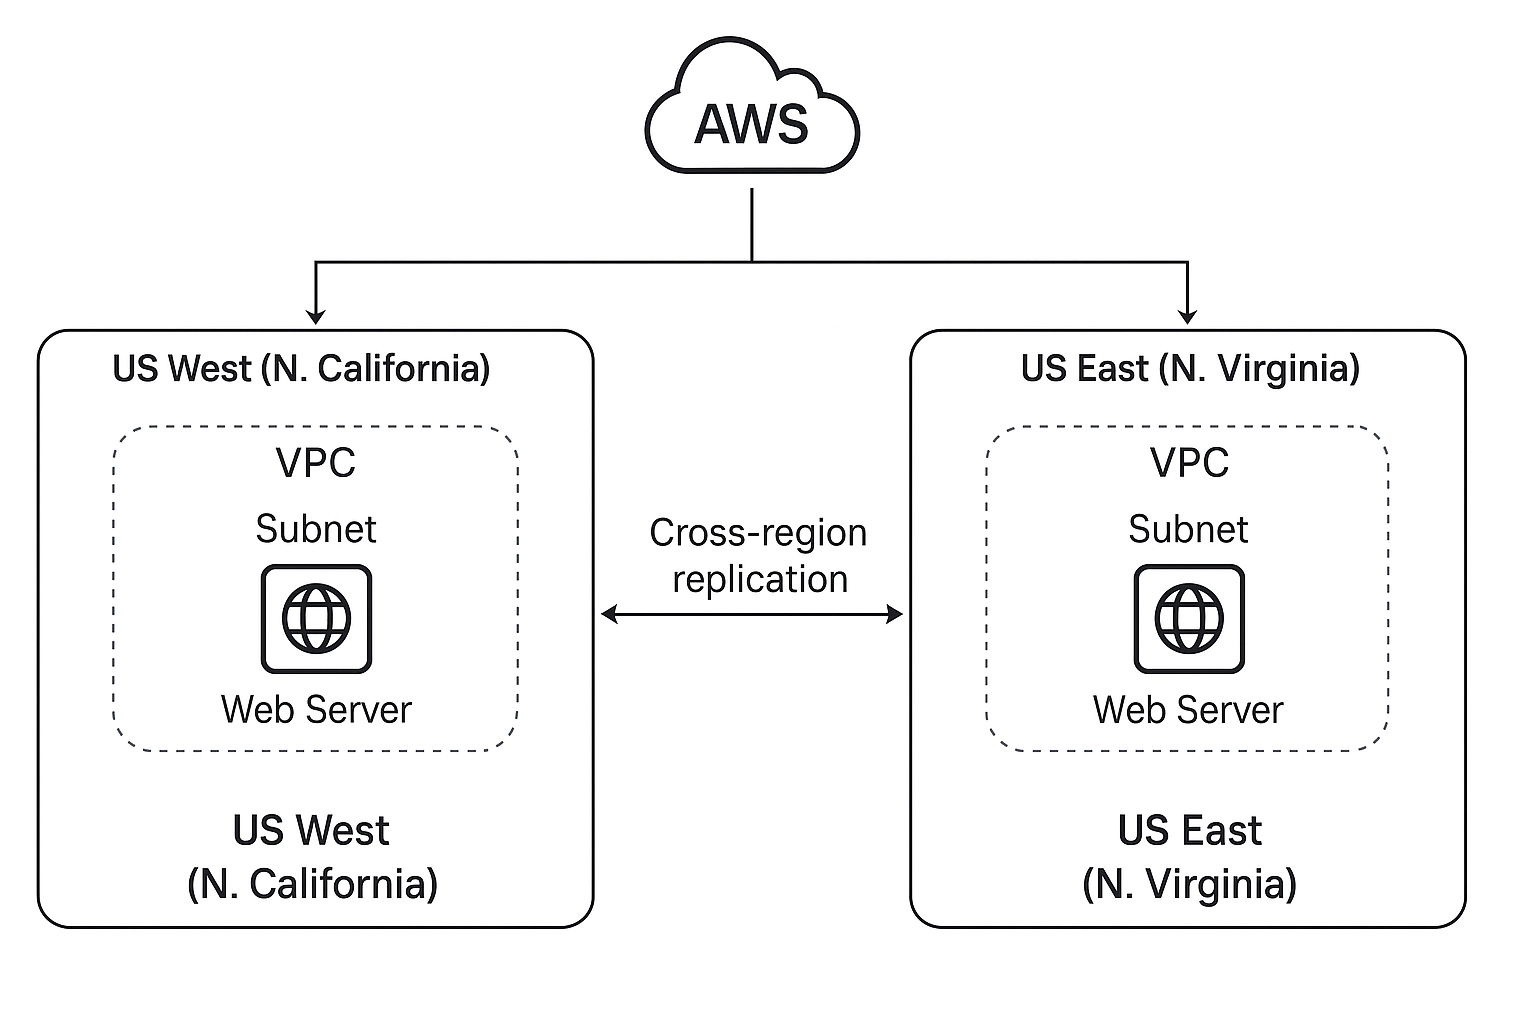 AWS
US West (N. California)
VPC
Subnet
Web Server
US West
(N. California)
Cross-region
replication
US East (N. Virginia)
VPC
Subnet
Web Server
US East
(N. Virginia)